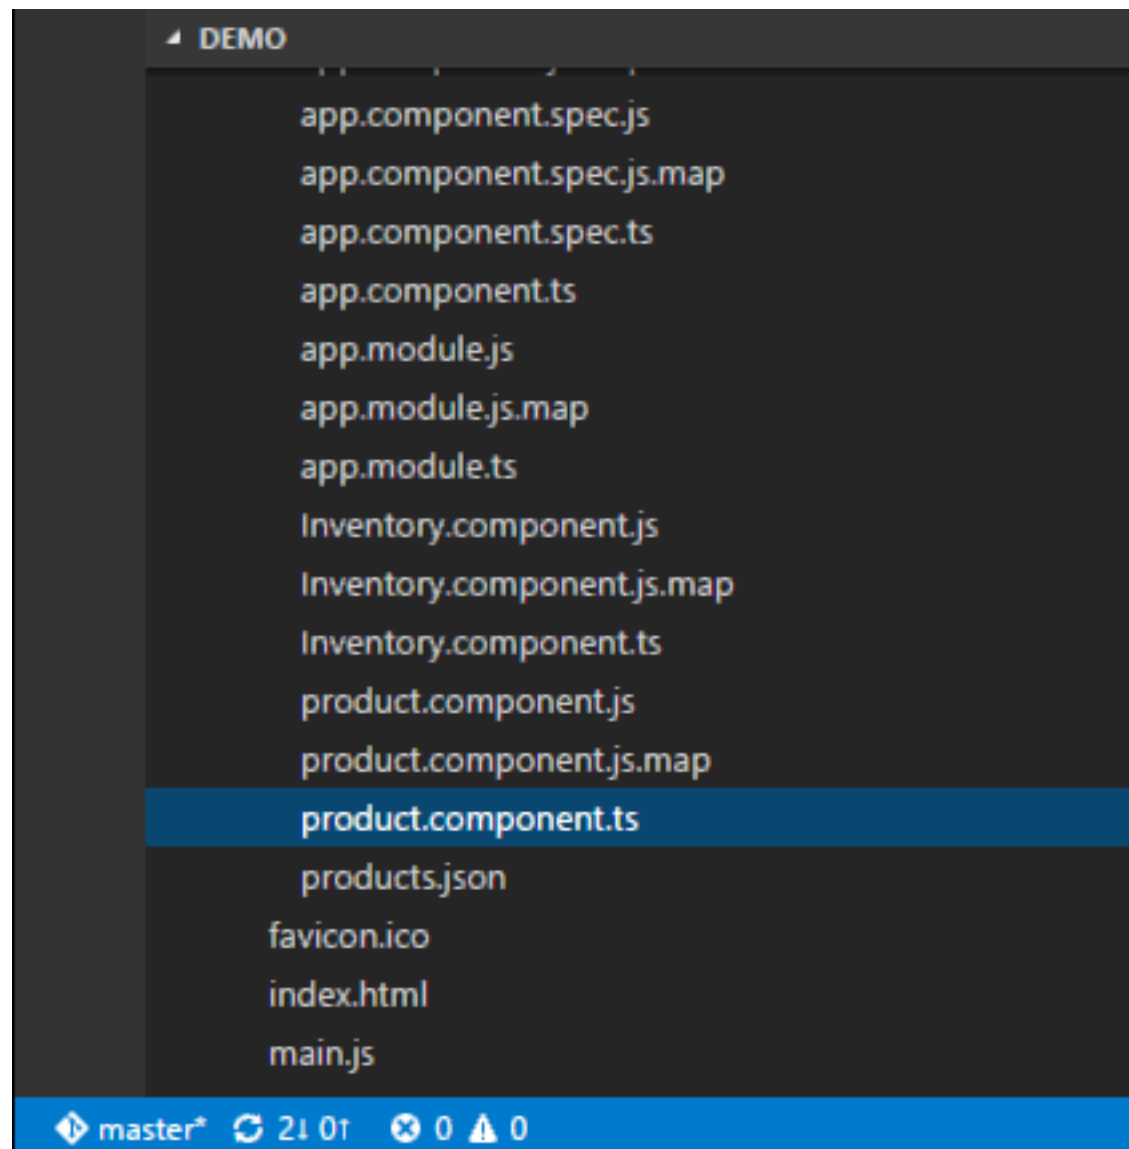 DEMO
app.component.spec.js
app.component.spec.js.map
app.component.spec.ts
app.component.ts
app.module.js
app.module.js.map
app.module.ts
Inventory.component.js
Inventory.component.js.map
Inventory.component.ts
product.component.js
product.component.js.map
product.component.ts
products.json
favicon.ico
index.html
main.js
master* 2↓ 0↑ 0 0